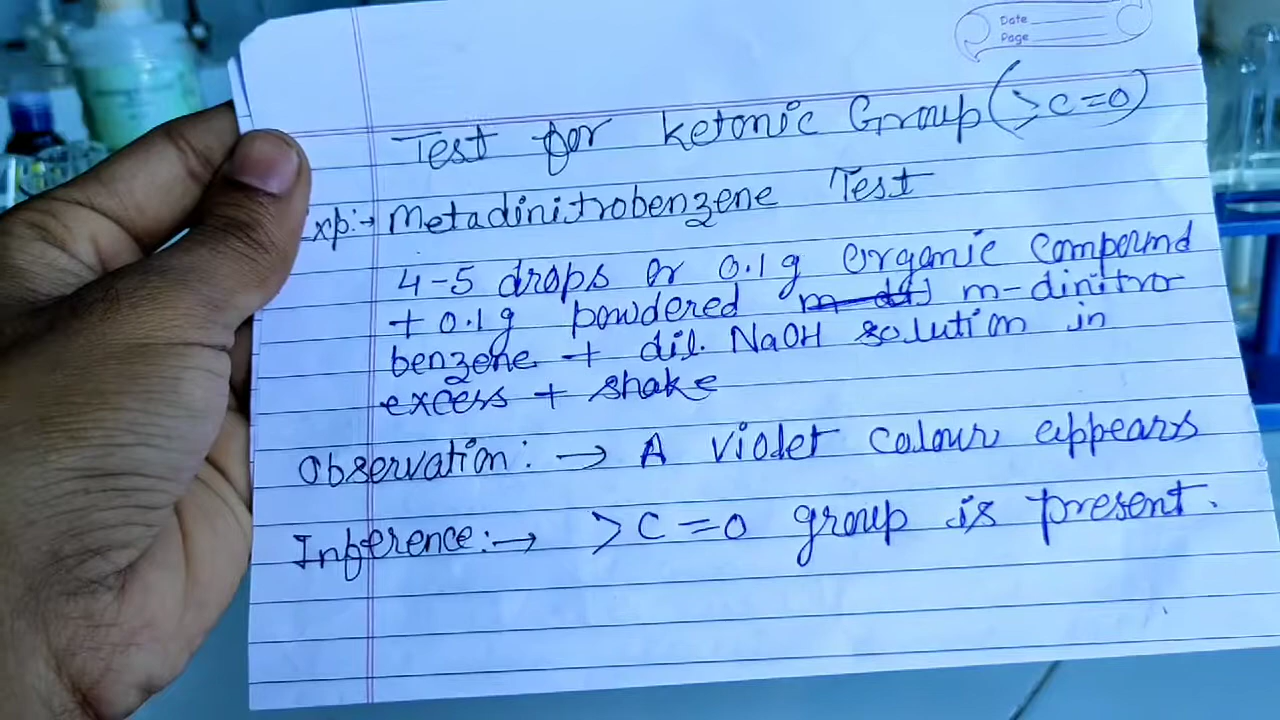 Date
Page
Test for Ketonic Group (>C=O)
Exp:→ Metadinitrobenzene Test
4-5 drops or 0.1g organic compound
+ 0.1g powdered m-dinitro
benzene + dil. NaOH solution in
excess + shake
Observation:→ A violet colour appears
Inference:→ >C=O group is present.